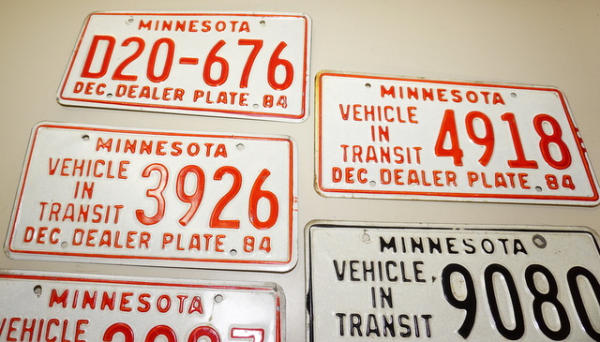 MINNESOTA
D20-676
DEC. DEALER PLATE 84
MINNESOTA
VEHICLE
IN
TRANSIT
4918
DEC. DEALER PLATE 84
MINNESOTA
VEHICLE
IN
TRANSIT
3926
DEC. DEALER PLATE 84
MINNESOTA
VEHICLE
IN
TRANSIT
9080
MINNESOTA
VEHICLE